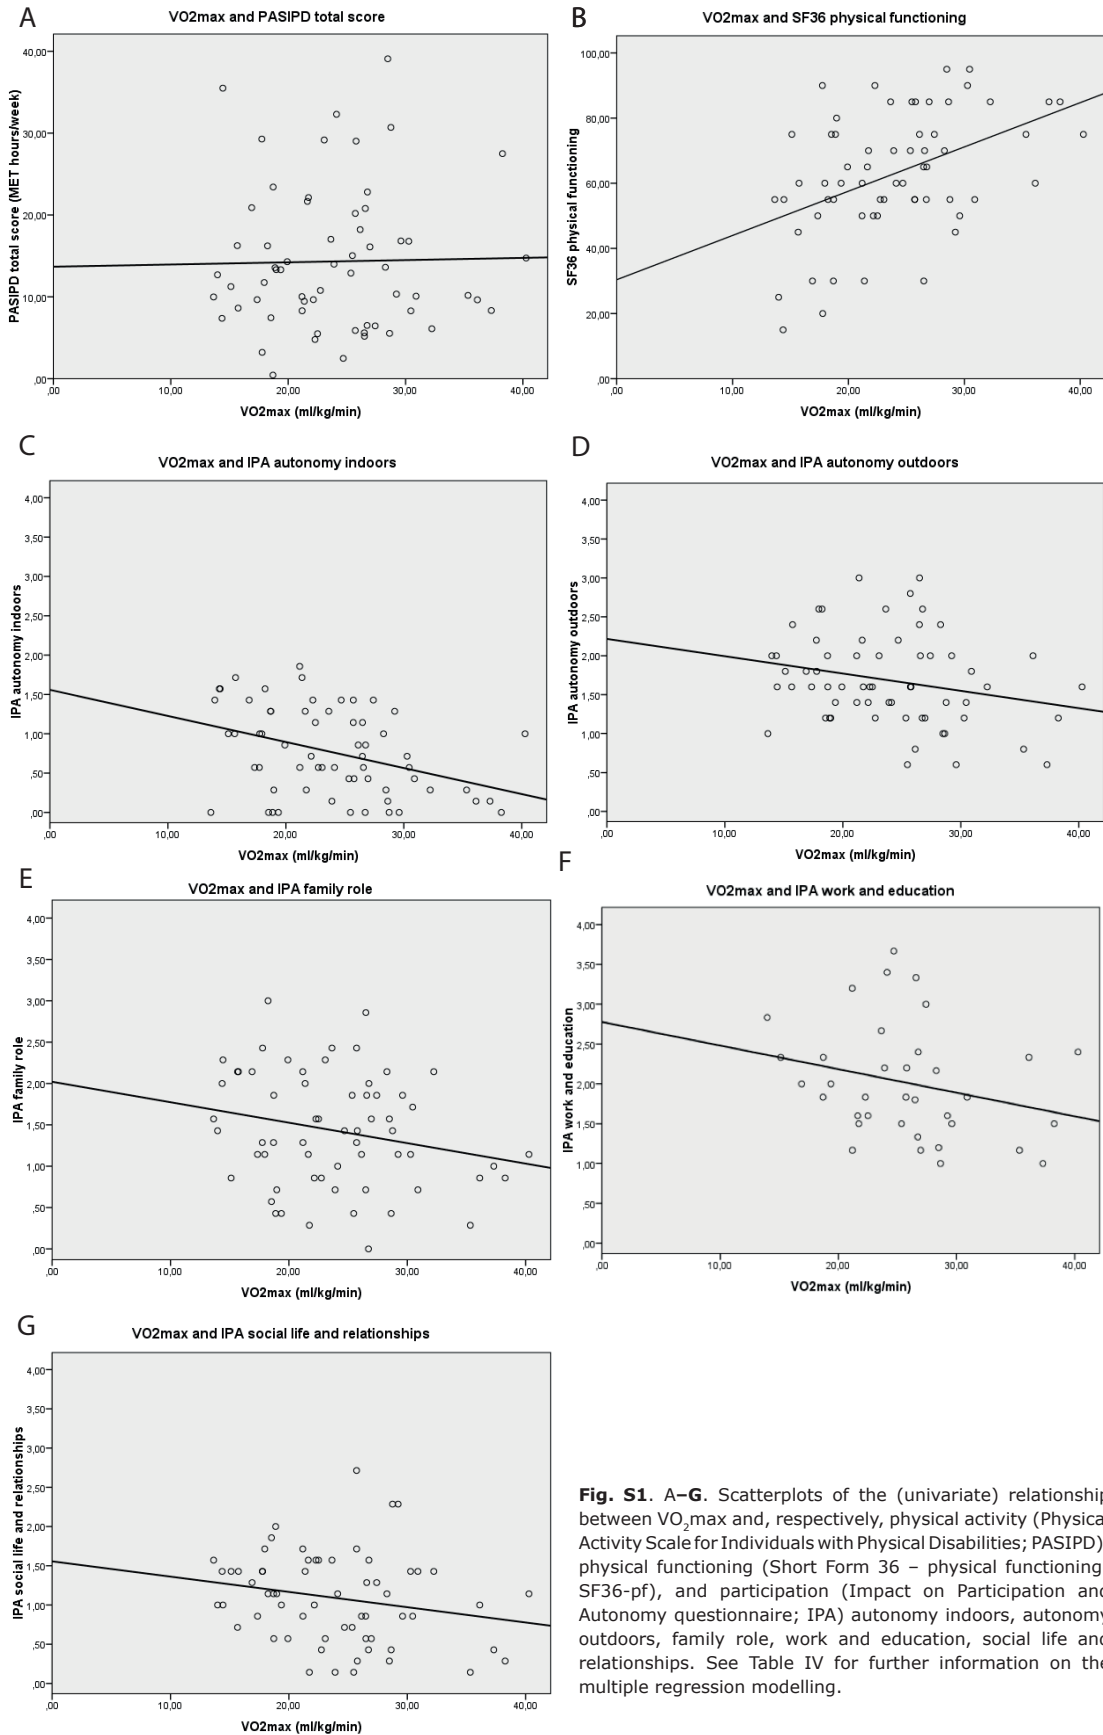 A
VO2max and PASIPD total score
PASIPD total score (MET hours/week)
40,00
30,00
20,00
10,00
,00
,00 10,00 20,00 30,00 40,00
VO2max (ml/kg/min)
B
VO2max and SF36 physical functioning
SF36 physical functioning
100,00
80,00
60,00
40,00
20,00
,00
,00 10,00 20,00 30,00 40,00
VO2max (ml/kg/min)
C
VO2max and IPA autonomy indoors
IPA autonomy indoors
4,00
3,50
3,00
2,50
2,00
1,50
1,00
,50
,00
,00 10,00 20,00 30,00 40,00
VO2max (ml/kg/min)
D
VO2max and IPA autonomy outdoors
IPA autonomy outdoors
4,00
3,50
3,00
2,50
2,00
1,50
1,00
,50
,00
,00 10,00 20,00 30,00 40,00
VO2max (ml/kg/min)
E
VO2max and IPA family role
IPA family role
4,00
3,50
3,00
2,50
2,00
1,50
1,00
,50
,00
,00 10,00 20,00 30,00 40,00
VO2max (ml/kg/min)
F
VO2max and IPA work and education
IPA work and education
4,00
3,50
3,00
2,50
2,00
1,50
1,00
,50
,00
,00 10,00 20,00 30,00 40,00
VO2max (ml/kg/min)
G
VO2max and IPA social life and relationships
IPA social life and relationships
4,00
3,50
3,00
2,50
2,00
1,50
1,00
,50
,00
,00 10,00 20,00 30,00 40,00
VO2max (ml/kg/min)
Fig. S1. A–G. Scatterplots of the (univariate) relationship
between VO2max and, respectively, physical activity (Physica
Activity Scale for Individuals with Physical Disabilities; PASIPD)
physical functioning (Short Form 36 – physical functioning
SF36-pf), and participation (Impact on Participation and
Autonomy questionnaire; IPA) autonomy indoors, autonomy
outdoors, family role, work and education, social life and
relationships. See Table IV for further information on the
multiple regression modelling.